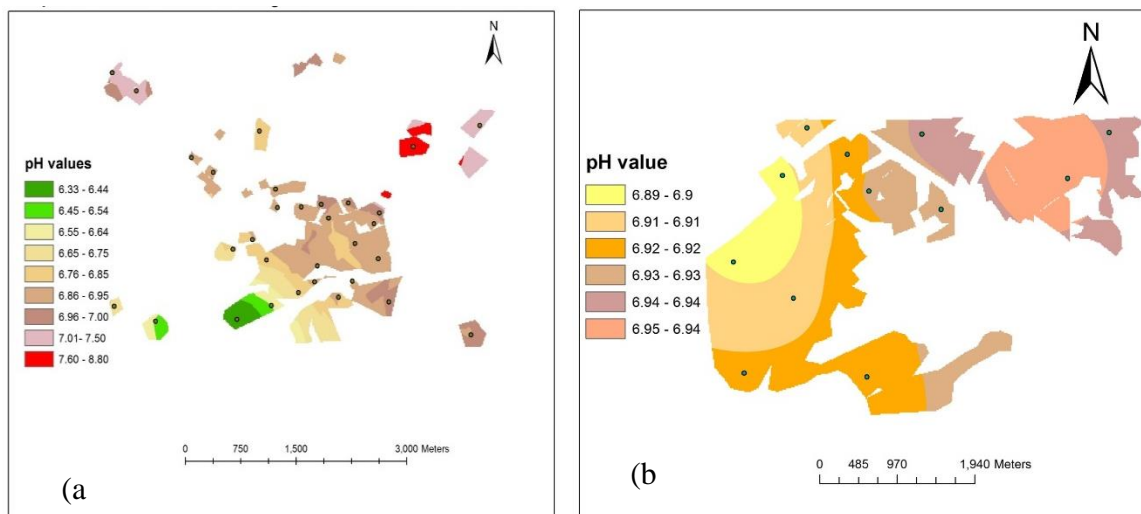 N
pH values
6.33 - 6.44
6.45 - 6.54
6.55 - 6.64
6.65 - 6.75
6.76 - 6.85
6.86 - 6.95
6.96 - 7.00
7.01- 7.50
7.60 - 8.80
0 750 1,500 3,000 Meters
(a
N
pH value
6.89 - 6.9
6.91 - 6.91
6.92 - 6.92
6.93 - 6.93
6.94 - 6.94
6.95 - 6.94
0 485 970 1,940 Meters
(b